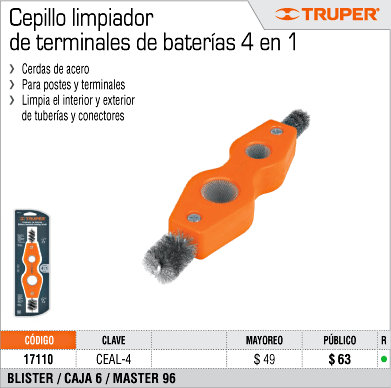 Cepillo limpiador
de terminales de baterías 4 en 1
TRUPER®
› Cerdas de acero
› Para postes y terminales
› Limpia el interior y exterior
de tuberías y conectores
TRUPER
CÓDIGO CLAVE MAYOREO PÚBLICO R
17110 CEAL-4 $ 49 $ 63 ●
BLISTER / CAJA 6 / MASTER 96